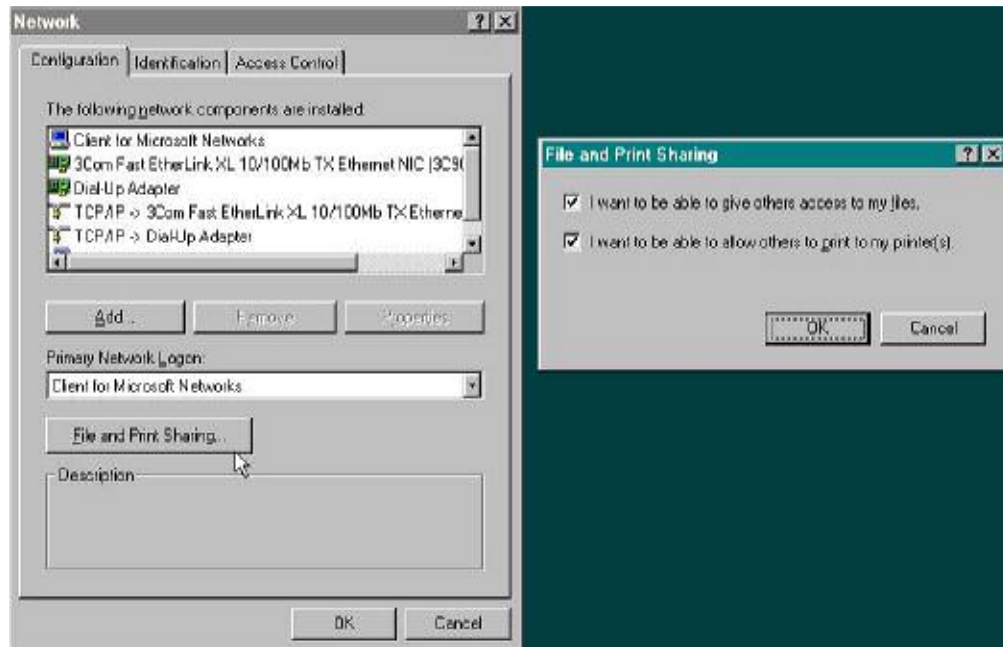 Network
Configuration
Identification
Access Control
The following network components are installed:
Client for Microsoft Networks
3Com Fast EtherLink XL 10/100Mb TX Ethernet NIC (3C90
Dial-Up Adapter
TCP/IP -> 3Com Fast EtherLink XL 10/100Mb TX Etherne
TCP/IP -> Dial-Up Adapter
Add...
Remove
Properties
Primary Network Logon:
Client for Microsoft Networks
File and Print Sharing...
Description
OK
Cancel
File and Print Sharing
I want to be able to give others access to my files.
I want to be able to allow others to print to my printer(s).
OK
Cancel